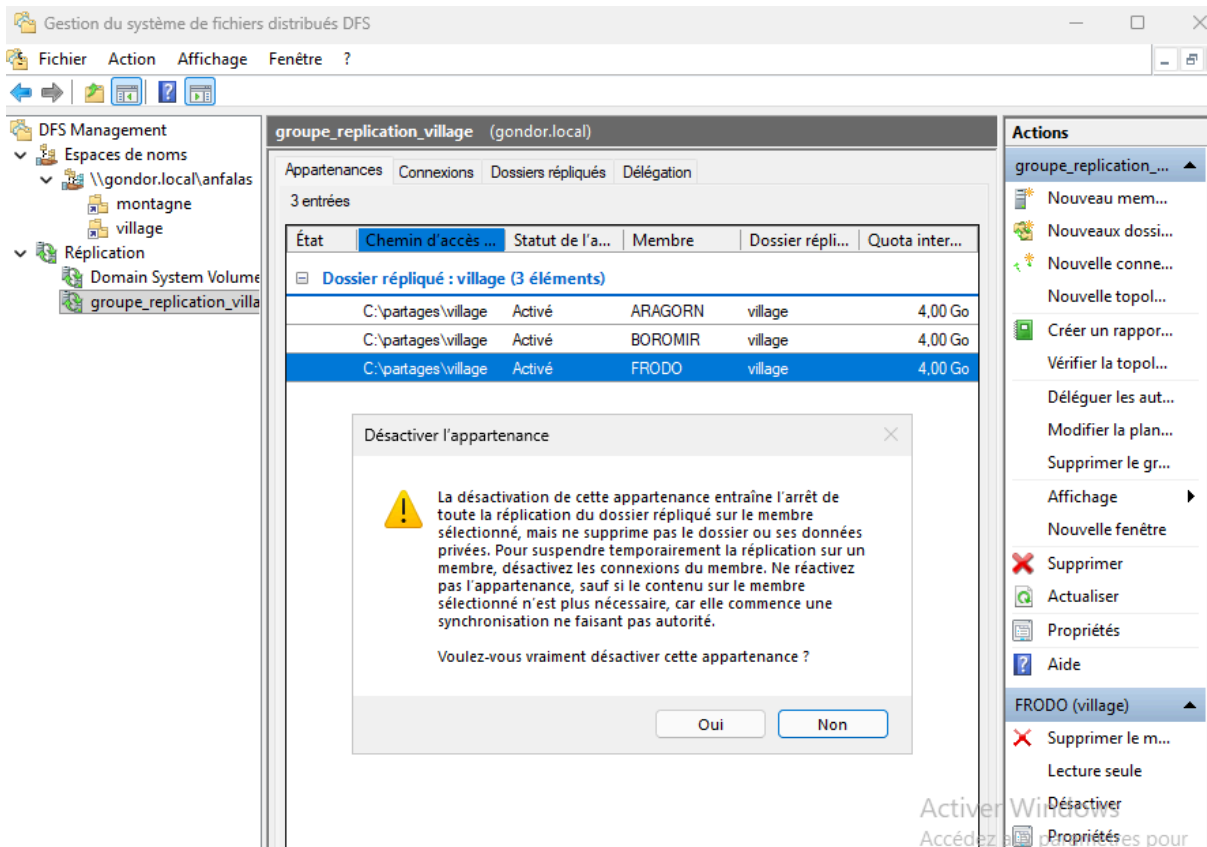 Gestion du système de fichiers distribués DFS
Fichier Action Affichage Fenêtre ?
DFS Management
Espaces de noms
\\gondor.local\anfalas
montagne
village
Réplication
Domain System Volume
groupe_replication_villa
groupe_replication_village (gondor.local)
Appartenances Connexions Dossiers répliqués Délégation
3 entrées
État Chemin d'accès ... Statut de l'a... Membre Dossier répli... Quota inter...
Dossier répliqué : village (3 éléments)
C:\partages\village Activé ARAGORN village 4,00 Go
C:\partages\village Activé BOROMIR village 4,00 Go
C:\partages\village Activé FRODO village 4,00 Go
Désactiver l'appartenance
La désactivation de cette appartenance entraîne l'arrêt de
toute la réplication du dossier répliqué sur le membre
sélectionné, mais ne supprime pas le dossier ou ses données
privées. Pour suspendre temporairement la réplication sur un
membre, désactivez les connexions du membre. Ne réactivez
pas l'appartenance, sauf si le contenu sur le membre
sélectionné n'est plus nécessaire, car elle commence une
synchronisation ne faisant pas autorité.
Voulez-vous vraiment désactiver cette appartenance ?
Oui Non
Actions
groupe_replication_...
Nouveau mem...
Nouveaux dossi...
Nouvelle conne...
Nouvelle topol...
Créer un rappor...
Vérifier la topol...
Déléguer les aut...
Modifier la plan...
Supprimer le gr...
Affichage
Nouvelle fenêtre
Supprimer
Actualiser
Propriétés
Aide
FRODO (village)
Supprimer le m...
Lecture seule
Désactiver
Propriétés
Activer Windows
Accédez paramètres pour